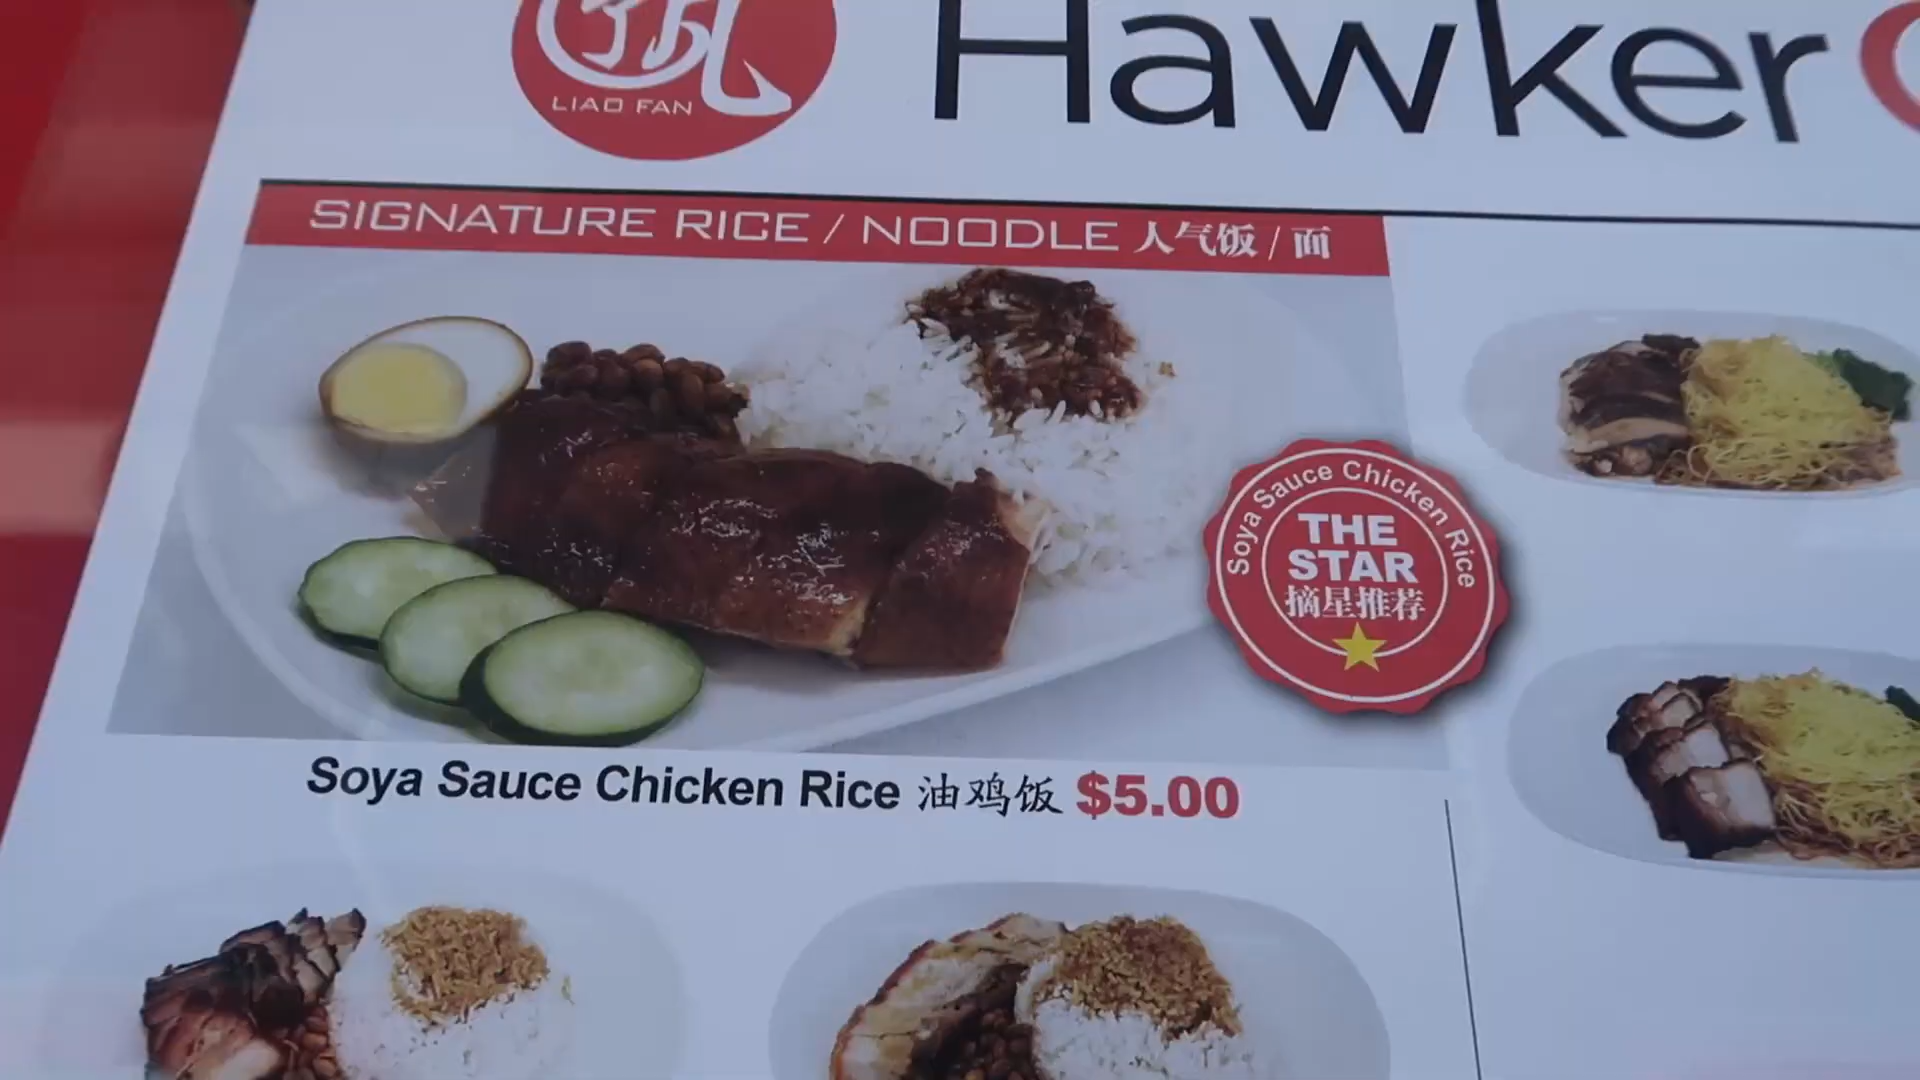 LIAO FAN
Hawker
SIGNATURE RICE / NOODLE 人气饭 / 面
Soya Sauce Chicken Rice
THE
STAR
摘星推荐
Soya Sauce Chicken Rice 油鸡饭 $5.00